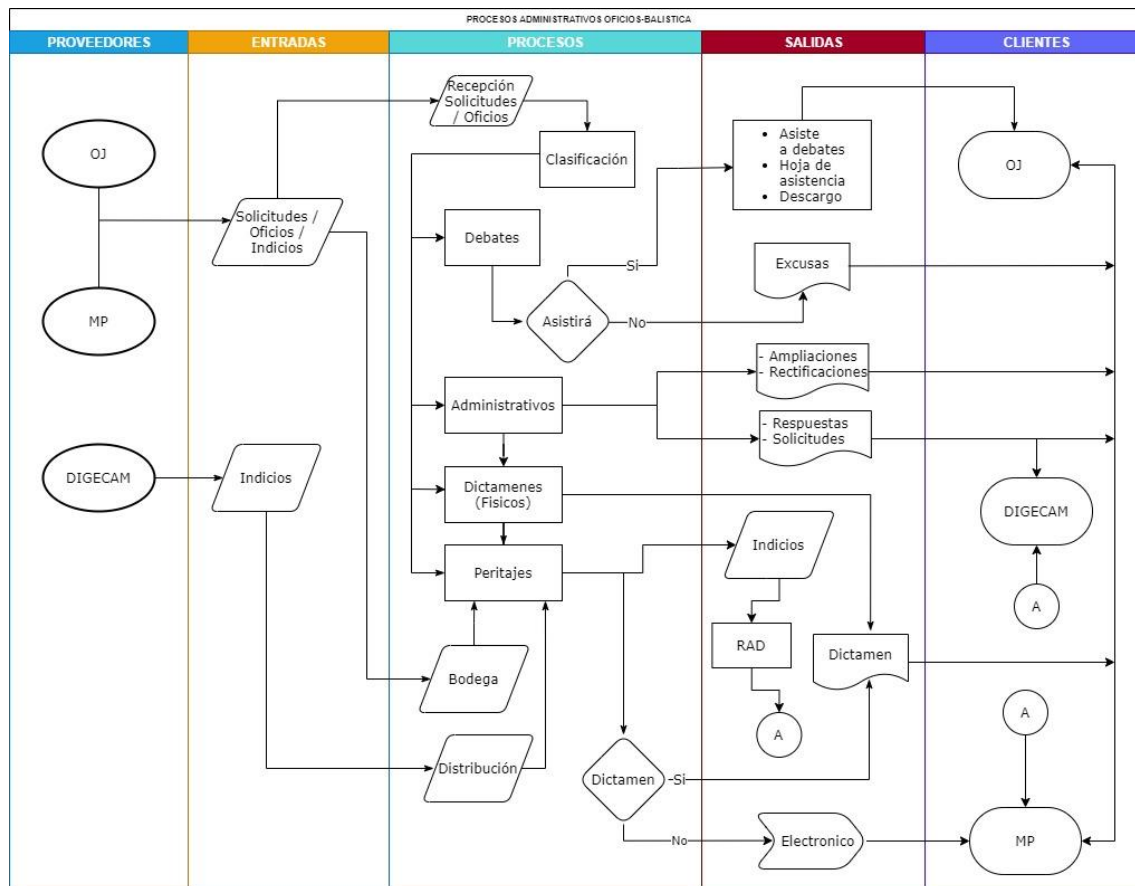 PROCESOS ADMINISTRATIVOS OFICIOS-BALISTICA
PROVEEDORES
ENTRADAS
PROCESOS
SALIDAS
CLIENTES
OJ
MP
DIGECAM
Solicitudes /
Oficios /
Indicios
Indicios
Recepción
Solicitudes
/ Oficios
Clasificación
Debates
Asistirá
Si
No
Administrativos
Dictamenes
(Fisicos)
Peritajes
Bodega
Distribución
Dictamen
Si
No
• Asiste
a debates
• Hoja de
asistencia
• Descargo
Excusas
- Ampliaciones
- Rectificaciones
- Respuestas
- Solicitudes
Indicios
RAD
A
Dictamen
Electronico
OJ
DIGECAM
A
A
MP